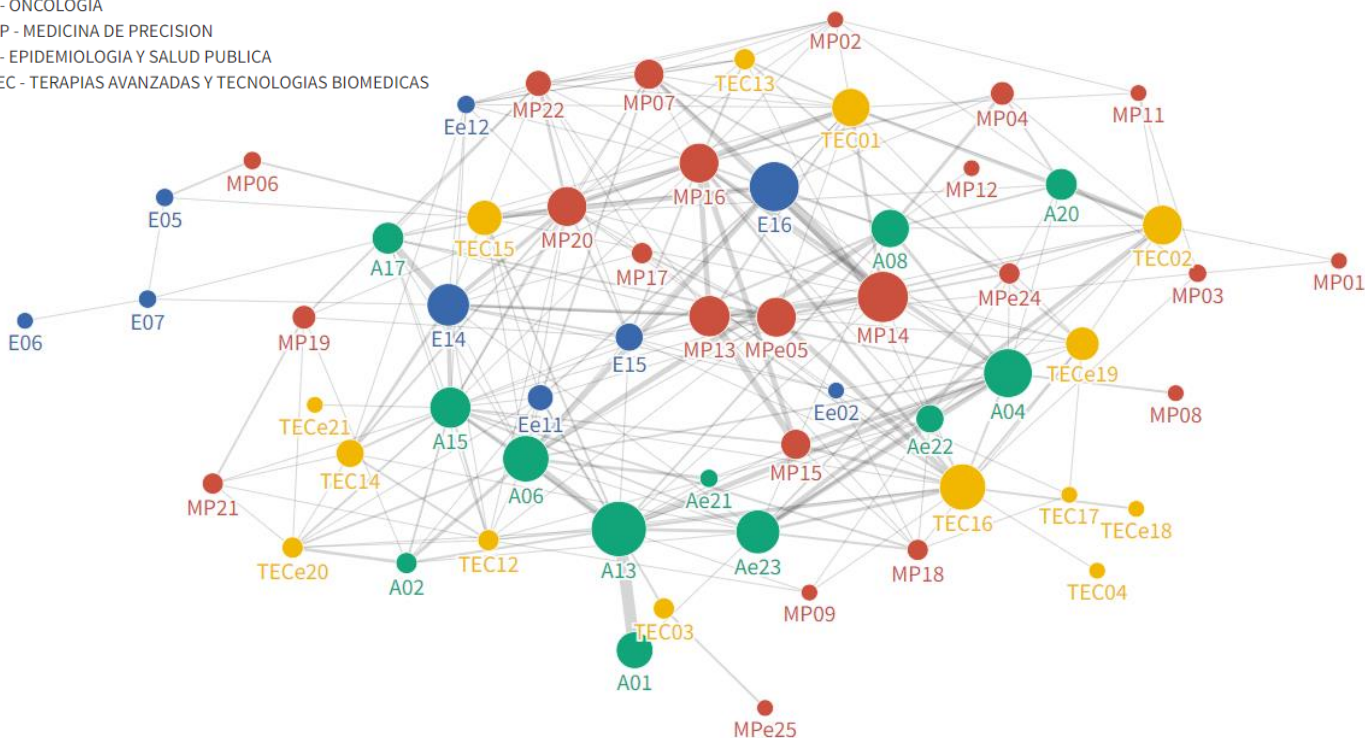 - ONCOLOGIA
P - MEDICINA DE PRECISION
- EPIDEMIOLOGIA Y SALUD PUBLICA
EC - TERAPIAS AVANZADAS Y TECNOLOGIAS BIOMEDICAS
MP02
TEC13
MP22
MP07
MP04
MP11
Ee12
TEC01
MP06
MP16
MP12
E05
E16
A20
TEC15
MP20
A08
TEC02
A17
MP17
MPe24
MP03
MP01
E07
E06
MP19
E14
E15
MP13
MPe05
MP14
TECe19
TECe21
A15
Ee11
Ee02
A04
MP08
Ae22
TEC14
A06
MP15
MP21
Ae21
TEC16
TEC17
TECe18
TECe20
A02
TEC12
A13
Ae23
MP18
TEC04
MP09
TEC03
A01
MPe25